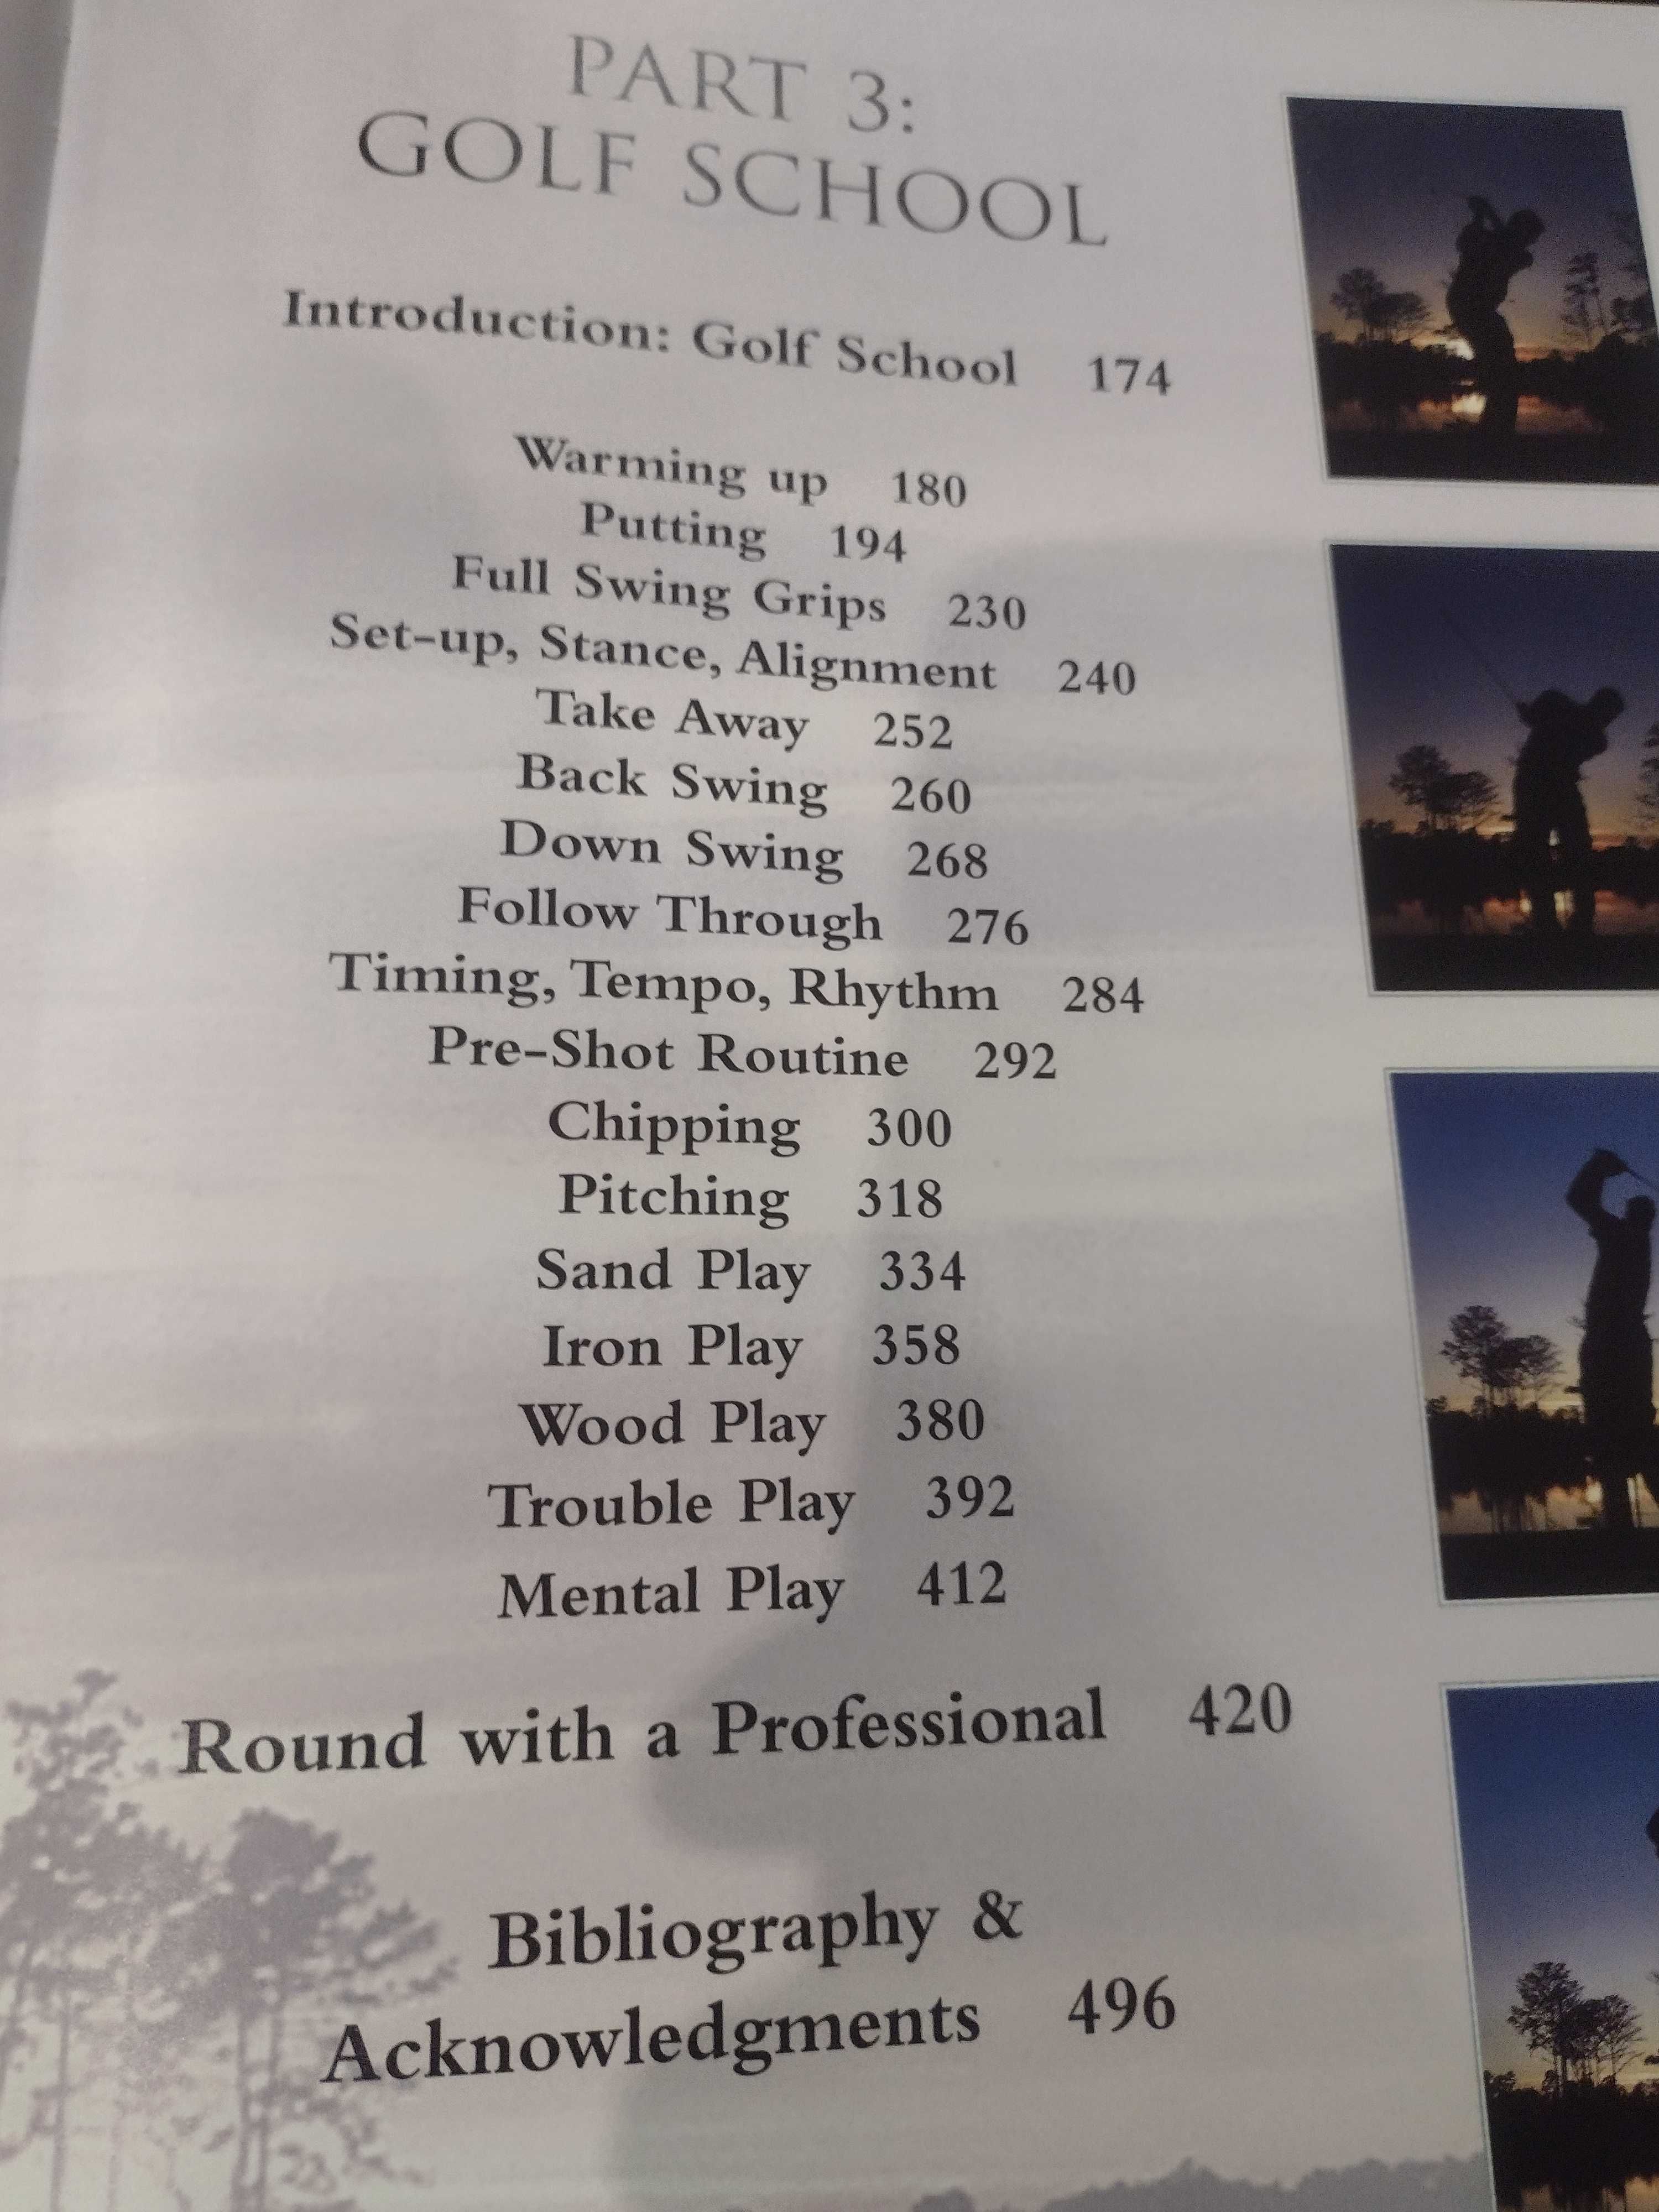 PART 3:
GOLF SCHOOL
Introduction: Golf School 174
Warming up 180
Putting 194
Full Swing Grips 230
Set-up, Stance, Alignment 240
Take Away 252
Back Swing 260
Down Swing 268
Follow Through 276
Timing, Tempo, Rhythm 284
Pre-Shot Routine 292
Chipping 300
Pitching 318
Sand Play 334
Iron Play 358
Wood Play 380
Trouble Play 392
Mental Play 412
Round with a Professional 420
Bibliography &
Acknowledgments 496